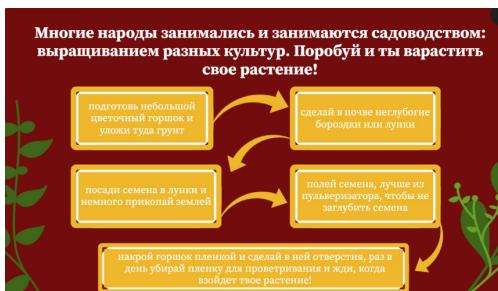 Многие народы занимались и занимаются садоводством:
выращиванием разных культур. Поробуй и ты варастить
свое растение!
подготовь небольшой
цветочный горшок и
уложи туда грунт
сделай в почве неглубогие
бороздки или лунки
посади семена в лунки и
немного прикопай землей
полей семена, лучше из
пульверизатора, чтобы не
заглубить семена
накрой горшок пленкой и сделай в ней отверстия, раз в
день убирай пленку для проветривания и жди, когда
взойдет твое растение!